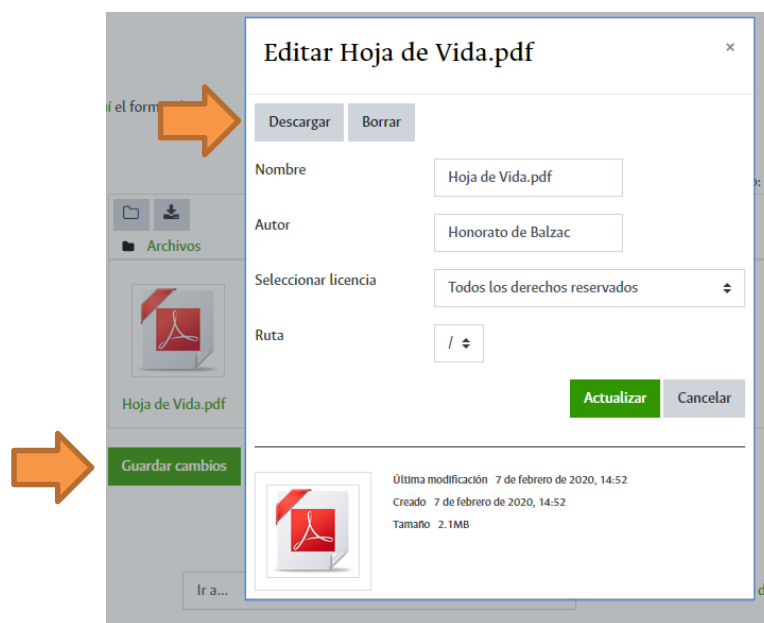 Editar Hoja de Vida.pdf ×
í el form
Descargar Borrar
Nombre Hoja de Vida.pdf
o:
Autor Honorato de Balzac
Archivos
Seleccionar licencia Todos los derechos reservados
Ruta /
Hoja de Vida.pdf
Actualizar Cancelar
Guardar cambios
Última modificación 7 de febrero de 2020, 14:52
Creado 7 de febrero de 2020, 14:52
Tamaño 2.1MB
Ir a...
d